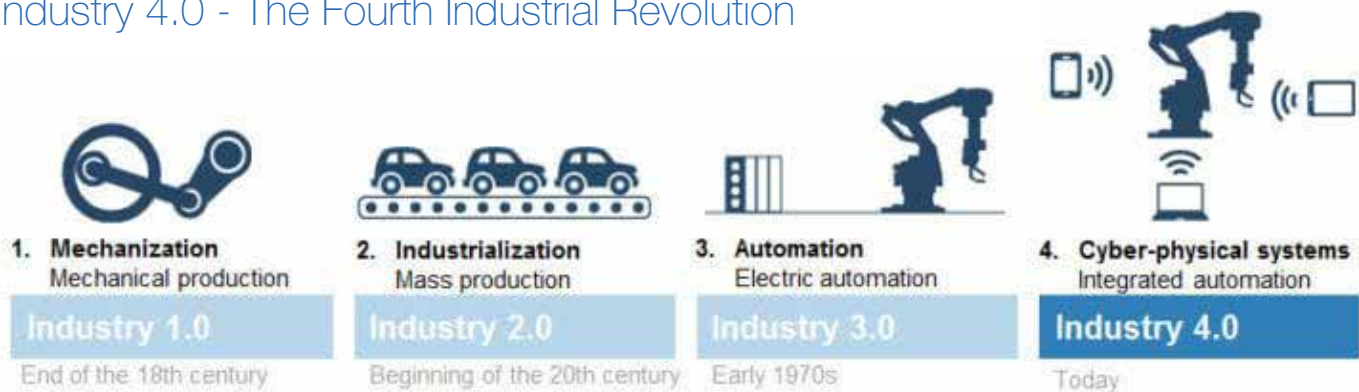 Industry 4.0 - The Fourth Industrial Revolution
1. Mechanization
Mechanical production
Industry 1.0
End of the 18th century
2. Industrialization
Mass production
Industry 2.0
Beginning of the 20th century
3. Automation
Electric automation
Industry 3.0
Early 1970s
4. Cyber-physical systems
Integrated automation
Industry 4.0
Today